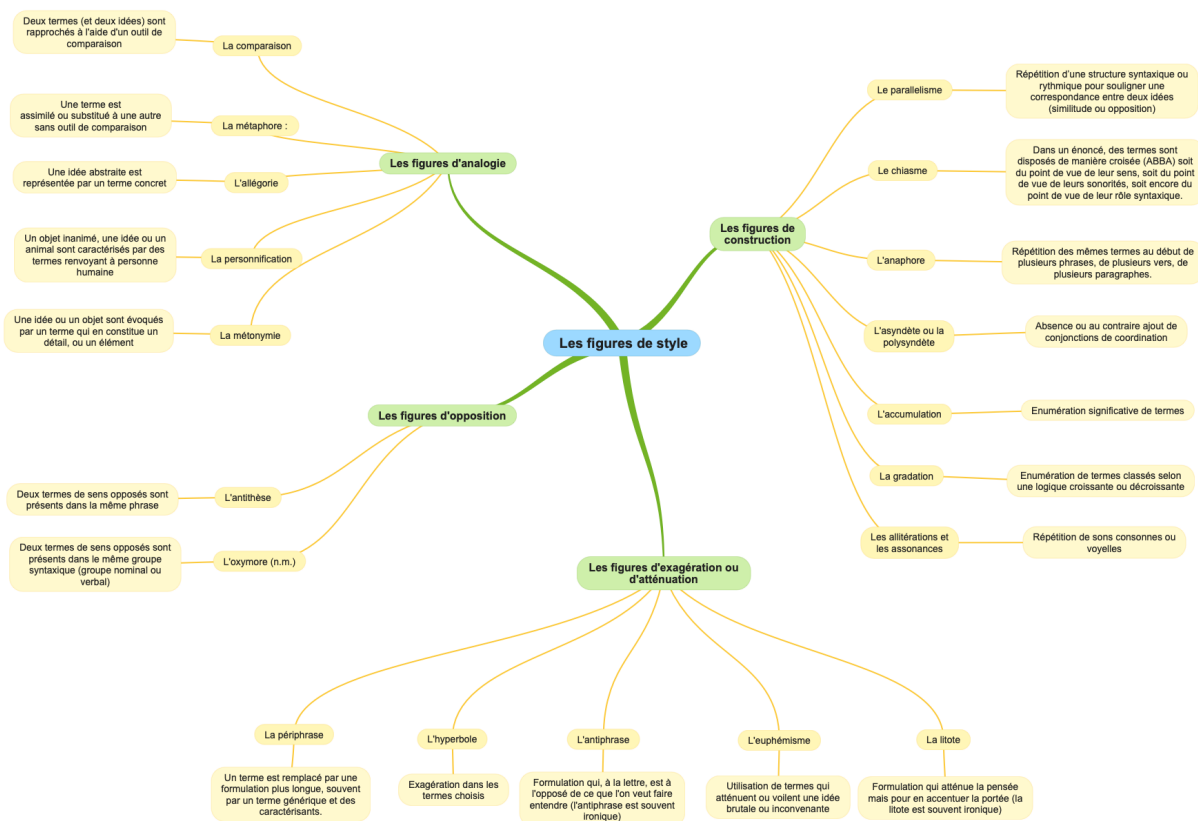 Les figures de style
Les figures d'analogie
La comparaison
Deux termes (et deux idées) sont
rapprochés à l'aide d'un outil de
comparaison
La métaphore :
Une terme est
assimilé ou substitué à une autre
sans outil de comparaison
L'allégorie
Une idée abstraite est
représentée par un terme concret
La personnification
Un objet inanimé, une idée ou un
animal sont caractérisés par des
termes renvoyant à personne
humaine
La métonymie
Une idée ou un objet sont évoqués
par un terme qui en constitue un
détail, ou un élément
Les figures d'opposition
L'antithèse
Deux termes de sens opposés sont
présents dans la même phrase
L'oxymore (n.m.)
Deux termes de sens opposés sont
présents dans le même groupe
syntaxique (groupe nominal ou
verbal)
Les figures de
construction
Le parallelisme
Répétition d'une structure syntaxique ou
rythmique pour souligner une
correspondance entre deux idées
(similitude ou opposition)
Le chiasme
Dans un énoncé, des termes sont
disposés de manière croisée (ABBA) soit
du point de vue de leur sens, soit du point
de vue de leurs sonorités, soit encore du
point de vue de leur rôle syntaxique.
L'anaphore
Répétition des mêmes termes au début de
plusieurs phrases, de plusieurs vers, de
plusieurs paragraphes.
L'asyndète ou la
polysyndète
Absence ou au contraire ajout de
conjonctions de coordination
L'accumulation
Enumération significative de termes
La gradation
Enumération de termes classés selon
une logique croissante ou décroissante
Les allitérations et
les assonances
Répétition de sons consonnes ou
voyelles
Les figures d'exagération ou
d'atténuation
La périphrase
Un terme est remplacé par une
formulation plus longue, souvent
par un terme générique et des
caractérisants.
L'hyperbole
Exagération dans les
termes choisis
L'antiphrase
Formulation qui, à la lettre, est à
l'opposé de ce que l'on veut faire
entendre (l'antiphrase est souvent
ironique)
L'euphémisme
Utilisation de termes qui
atténuent ou voilent une idée
brutale ou inconvenante
La litote
Formulation qui atténue la pensée
mais pour en accentuer la portée (la
litote est souvent ironique)